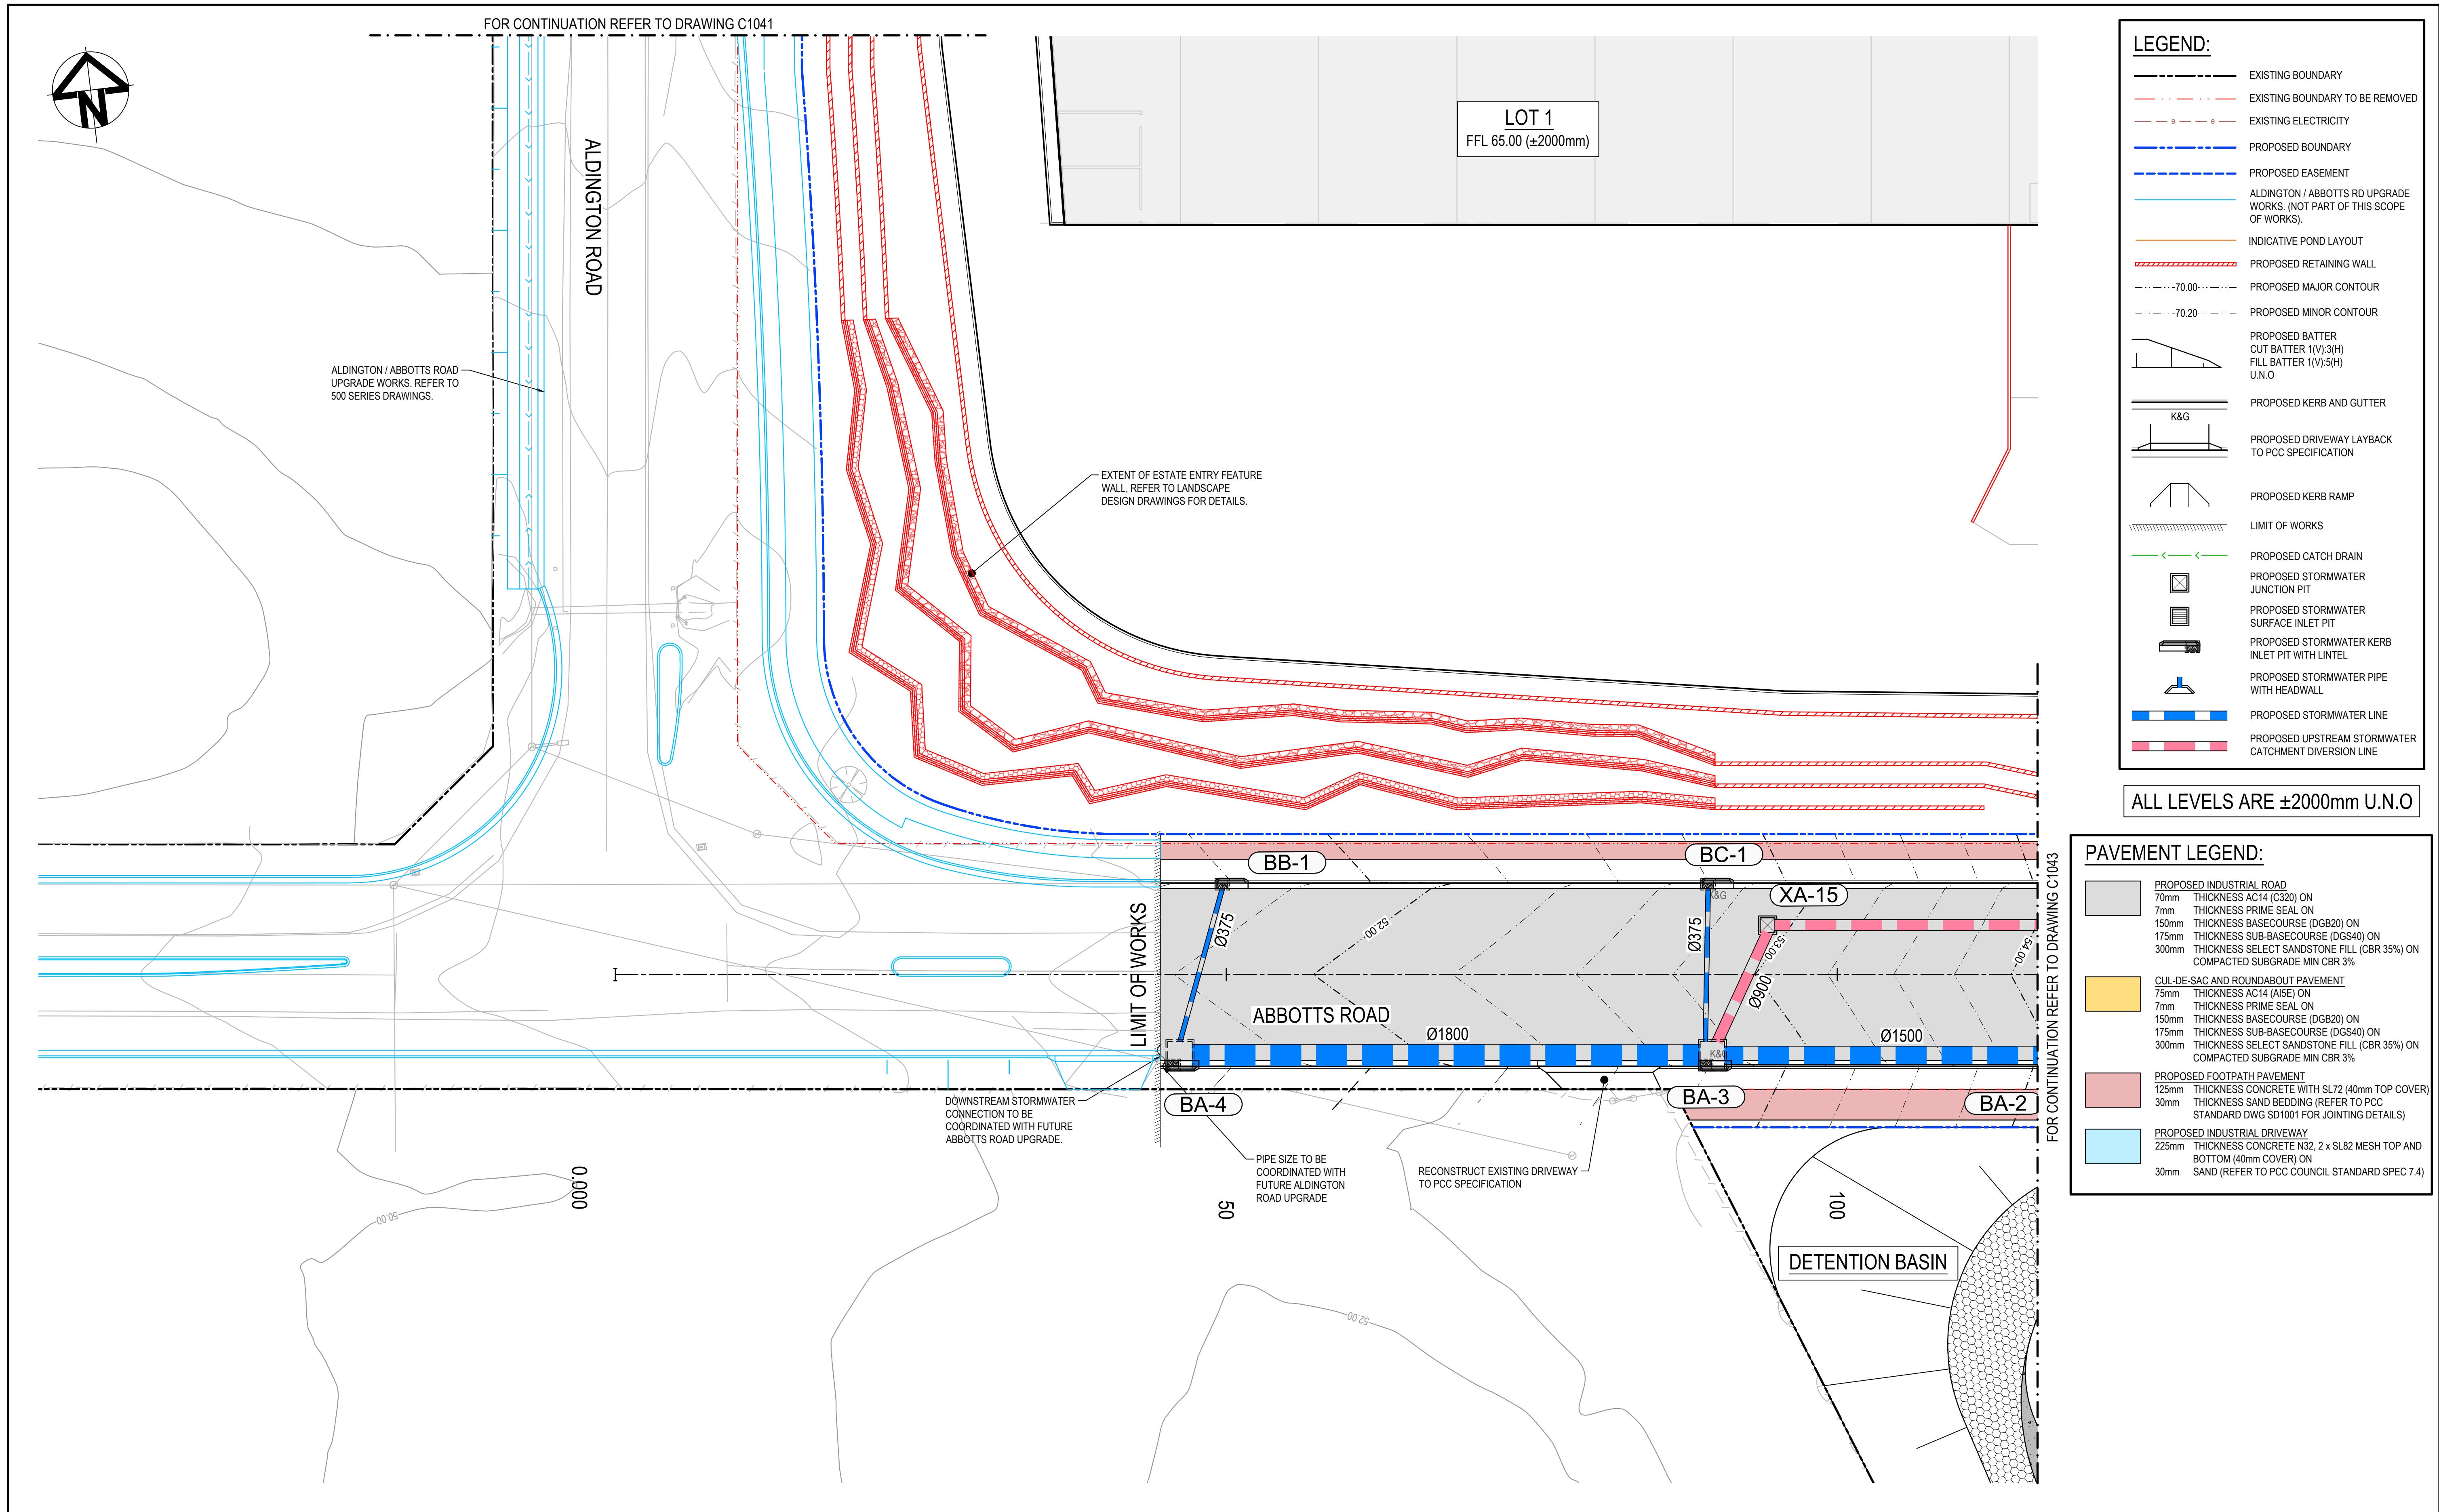 FOR CONTINUATION REFER TO DRAWING C1041
N
ALDINGTON ROAD
LOT 1
FFL 65.00 (±2000mm)
ALDINGTON / ABBOTTS ROAD
UPGRADE WORKS. REFER TO
500 SERIES DRAWINGS.
EXTENT OF ESTATE ENTRY FEATURE
WALL, REFER TO LANDSCAPE
DESIGN DRAWINGS FOR DETAILS.
BB-1
BC-1
XA-15
K&G
Ø375
52.00
Ø375
53.00
54.00
Ø900
LIMIT OF WORKS
ABBOTTS ROAD
Ø1800
Ø1500
K&G
BA-4
BA-3
BA-2
DOWNSTREAM STORMWATER
CONNECTION TO BE
COORDINATED WITH FUTURE
ABBOTTS ROAD UPGRADE.
PIPE SIZE TO BE
COORDINATED WITH
FUTURE ALDINGTON
ROAD UPGRADE
RECONSTRUCT EXISTING DRIVEWAY
TO PCC SPECIFICATION
0.000
50
100
50.00
52.00
DETENTION BASIN
FOR CONTINUATION REFER TO DRAWING C1043
LEGEND:
EXISTING BOUNDARY
EXISTING BOUNDARY TO BE REMOVED
e e EXISTING ELECTRICITY
PROPOSED BOUNDARY
PROPOSED EASEMENT
ALDINGTON / ABBOTTS RD UPGRADE
WORKS. (NOT PART OF THIS SCOPE
OF WORKS).
INDICATIVE POND LAYOUT
PROPOSED RETAINING WALL
70.00 PROPOSED MAJOR CONTOUR
70.20 PROPOSED MINOR CONTOUR
PROPOSED BATTER
CUT BATTER 1(V):3(H)
FILL BATTER 1(V):5(H)
U.N.O
PROPOSED KERB AND GUTTER
K&G
PROPOSED DRIVEWAY LAYBACK
TO PCC SPECIFICATION
PROPOSED KERB RAMP
LIMIT OF WORKS
PROPOSED CATCH DRAIN
PROPOSED STORMWATER
JUNCTION PIT
PROPOSED STORMWATER
SURFACE INLET PIT
PROPOSED STORMWATER KERB
INLET PIT WITH LINTEL
PROPOSED STORMWATER PIPE
WITH HEADWALL
PROPOSED STORMWATER LINE
PROPOSED UPSTREAM STORMWATER
CATCHMENT DIVERSION LINE
ALL LEVELS ARE ±2000mm U.N.O
PAVEMENT LEGEND:
PROPOSED INDUSTRIAL ROAD
70mm THICKNESS AC14 (C320) ON
7mm THICKNESS PRIME SEAL ON
150mm THICKNESS BASECOURSE (DGB20) ON
175mm THICKNESS SUB-BASECOURSE (DGS40) ON
300mm THICKNESS SELECT SANDSTONE FILL (CBR 35%) ON
COMPACTED SUBGRADE MIN CBR 3%
CUL-DE-SAC AND ROUNDABOUT PAVEMENT
75mm THICKNESS AC14 (AI5E) ON
7mm THICKNESS PRIME SEAL ON
150mm THICKNESS BASECOURSE (DGB20) ON
175mm THICKNESS SUB-BASECOURSE (DGS40) ON
300mm THICKNESS SELECT SANDSTONE FILL (CBR 35%) ON
COMPACTED SUBGRADE MIN CBR 3%
PROPOSED FOOTPATH PAVEMENT
125mm THICKNESS CONCRETE WITH SL72 (40mm TOP COVER)
30mm THICKNESS SAND BEDDING (REFER TO PCC
STANDARD DWG SD1001 FOR JOINTING DETAILS)
PROPOSED INDUSTRIAL DRIVEWAY
225mm THICKNESS CONCRETE N32, 2 x SL82 MESH TOP AND
BOTTOM (40mm COVER) ON
30mm SAND (REFER TO PCC COUNCIL STANDARD SPEC 7.4)